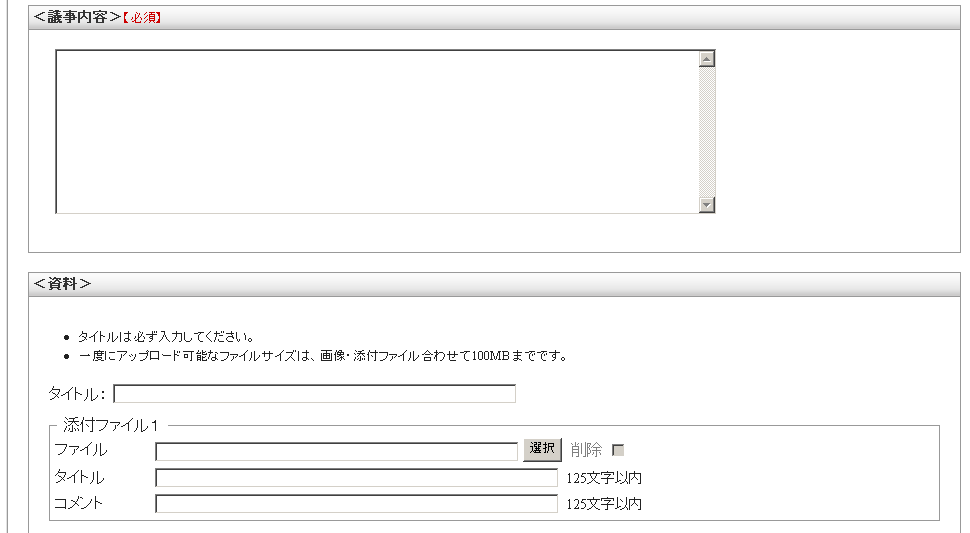 ＜議事内容＞【必須】
＜資料＞
● タイトルは必ず入力してください。
● 一度にアップロード可能なファイルサイズは、画像・添付ファイル合わせて100MBまでです。
タイトル：
添付ファイル1
ファイル 選択 削除
タイトル 125文字以内
コメント 125文字以内